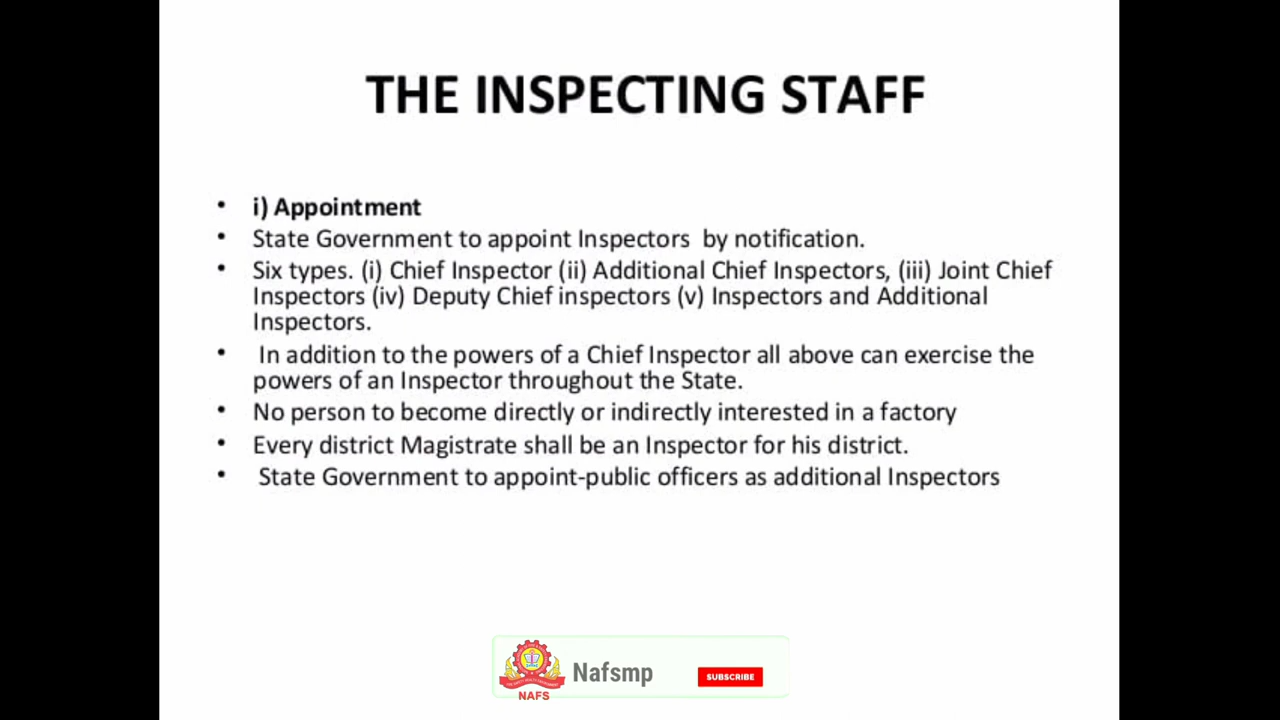 THE INSPECTING STAFF
• i) Appointment
• State Government to appoint Inspectors by notification.
• Six types. (i) Chief Inspector (ii) Additional Chief Inspectors, (iii) Joint Chief
Inspectors (iv) Deputy Chief inspectors (v) Inspectors and Additional
Inspectors.
• In addition to the powers of a Chief Inspector all above can exercise the
powers of an Inspector throughout the State.
• No person to become directly or indirectly interested in a factory
• Every district Magistrate shall be an Inspector for his district.
• State Government to appoint-public officers as additional Inspectors
Nafsmp
SUBSCRIBE
NAFS